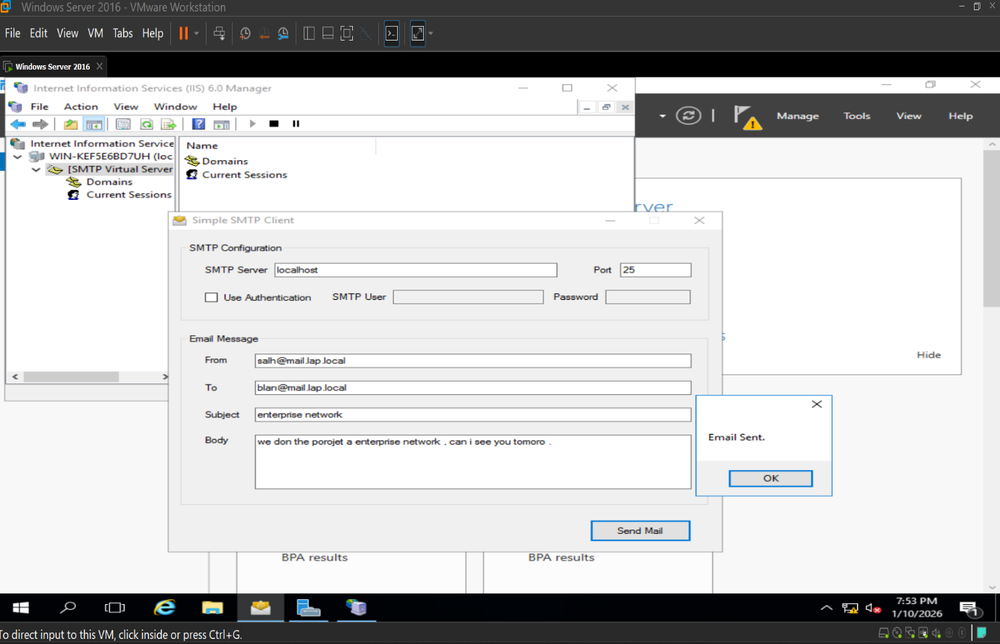 Windows Server 2016 - VMware Workstation
File Edit View VM Tabs Help
Windows Server 2016
Internet Information Services (IIS) 6.0 Manager
File Action View Window Help
Manage Tools View Help
Internet Information Service
WIN-KEF5E6BD7UH (loc
[SMTP Virtual Server
Domains
Current Sessions
Name
Domains
Current Sessions
rver
Simple SMTP Client
SMTP Configuration
SMTP Server localhost Port 25
Use Authentication SMTP User Password
Email Message
From salh@mail.lap.local
To blan@mail.lap.local
Subject enterprise network
Body we don the porojet a enterprise network , can i see you tomoro .
Send Mail
s
Hide
Email Sent.
OK
BPA results BPA results
7:53 PM
1/10/2026
1
To direct input to this VM, click inside or press Ctrl+G.